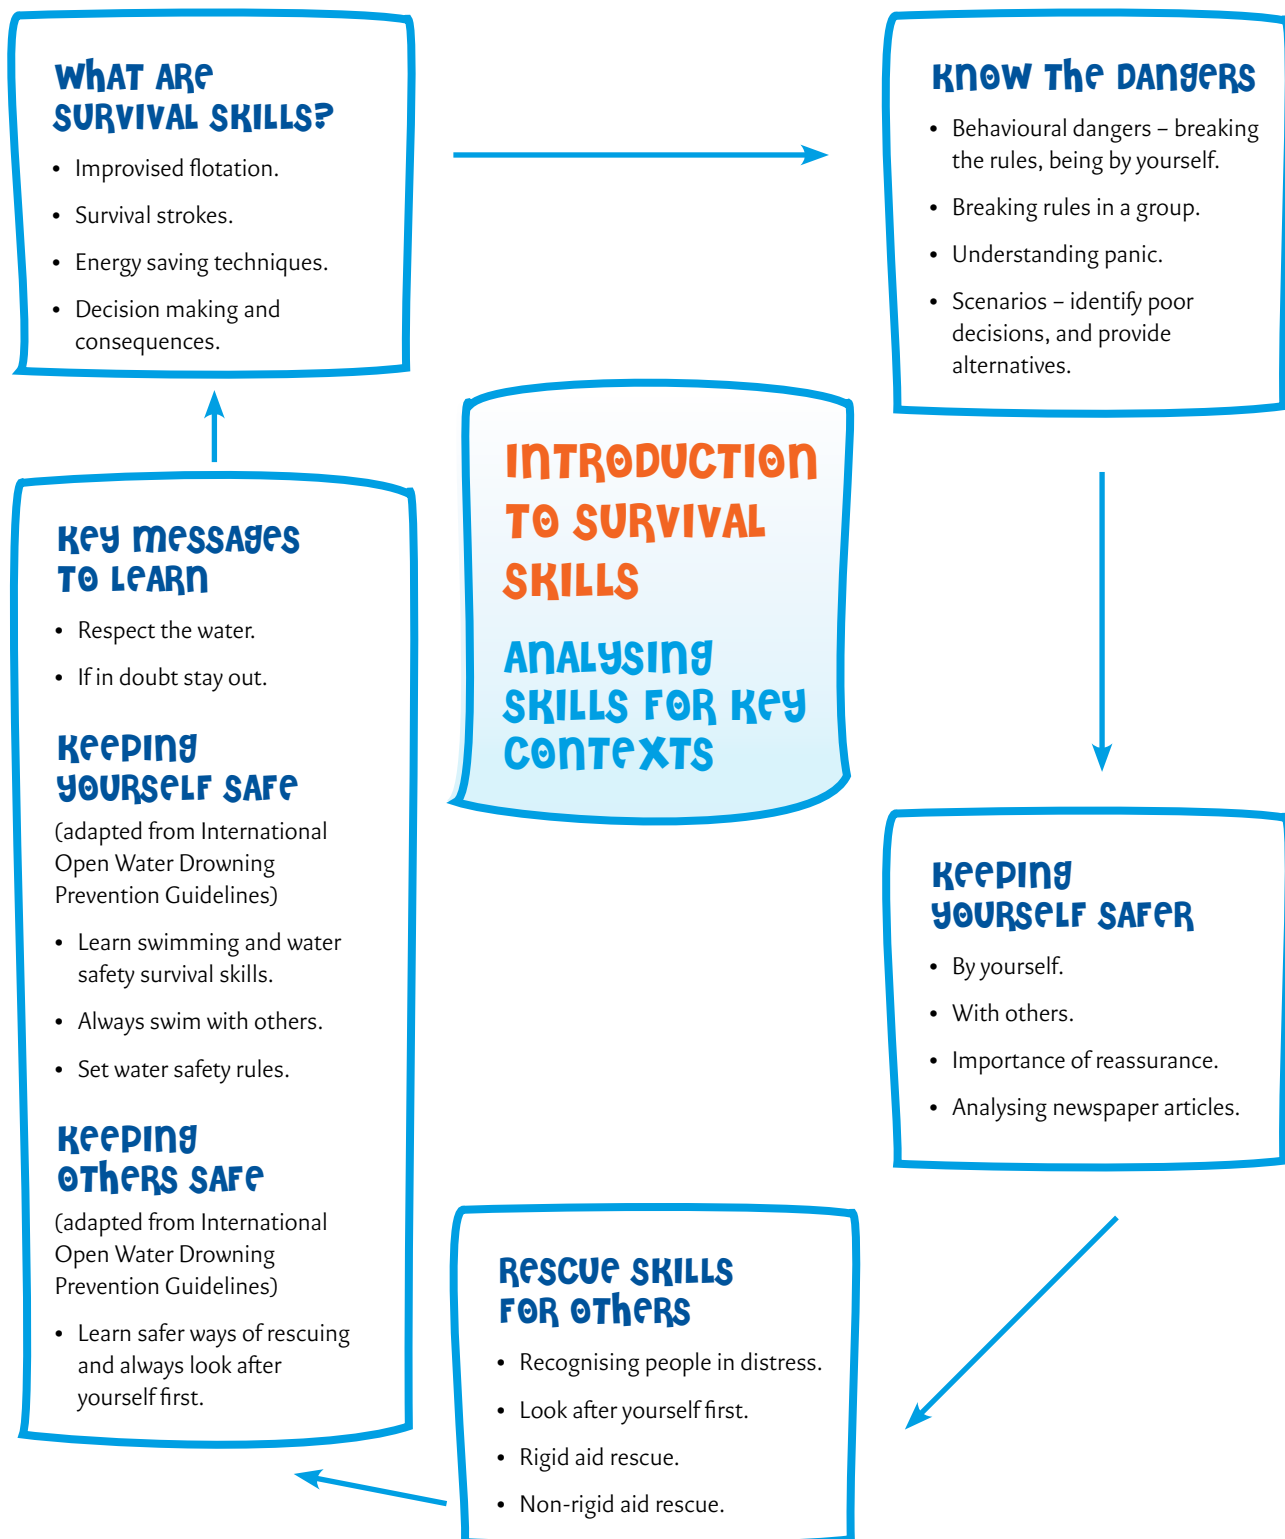 WHAT ARE
SURVIVAL SKILLS?
• Improvised flotation.
• Survival strokes.
• Energy saving techniques.
• Decision making and
consequences.
KNOW THE DANGERS
• Behavioural dangers – breaking
the rules, being by yourself.
• Breaking rules in a group.
• Understanding panic.
• Scenarios – identify poor
decisions, and provide
alternatives.
INTRODUCTION
TO SURVIVAL
SKILLS
ANALYSING
SKILLS FOR KEY
CONTEXTS
KEEPING
YOURSELF SAFER
• By yourself.
• With others.
• Importance of reassurance.
• Analysing newspaper articles.
RESCUE SKILLS
FOR OTHERS
• Recognising people in distress.
• Look after yourself first.
• Rigid aid rescue.
• Non-rigid aid rescue.
KEY MESSAGES
TO LEARN
• Respect the water.
• If in doubt stay out.
KEEPING
YOURSELF SAFE
(adapted from International
Open Water Drowning
Prevention Guidelines)
• Learn swimming and water
safety survival skills.
• Always swim with others.
• Set water safety rules.
KEEPING
OTHERS SAFE
(adapted from International
Open Water Drowning
Prevention Guidelines)
• Learn safer ways of rescuing
and always look after
yourself first.